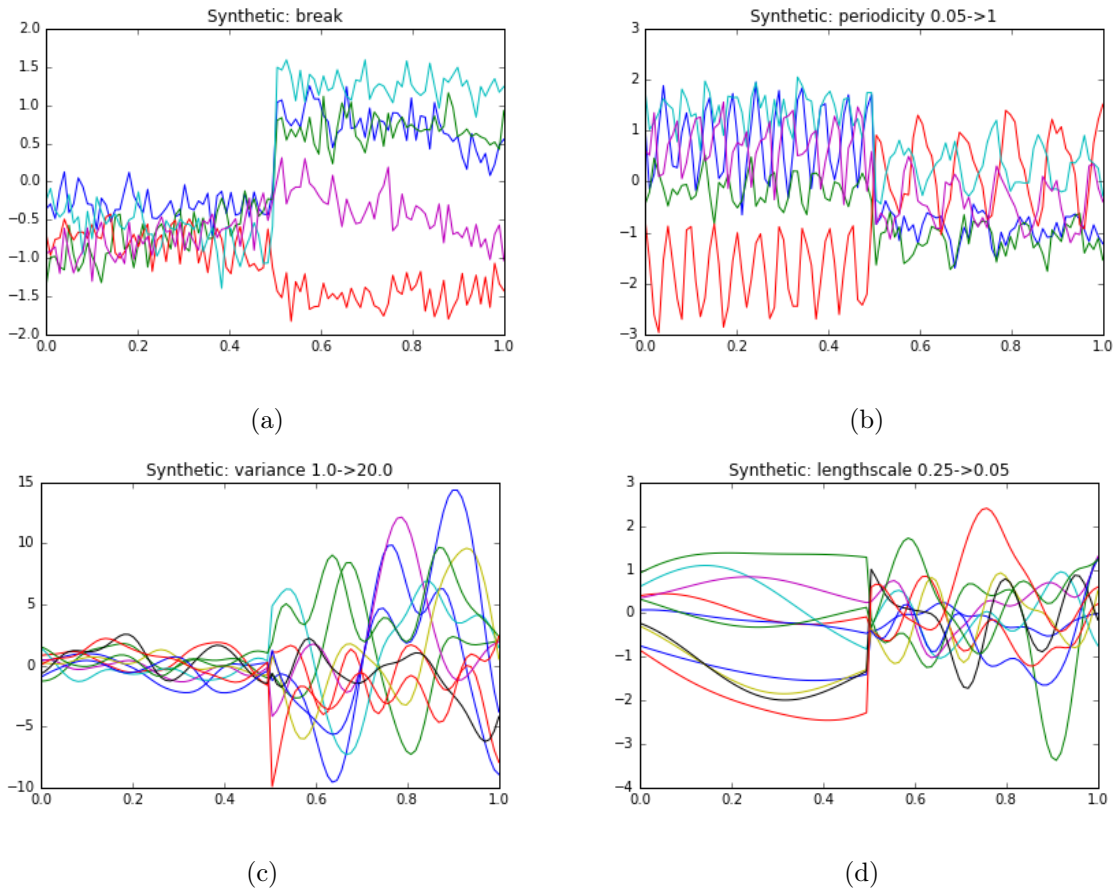 Synthetic: break
2.0
1.5
1.0
0.5
0.0
−0.5
−1.0
−1.5
−2.0
0.0 0.2 0.4 0.6 0.8 1.0
(a)
Synthetic: periodicity 0.05->1
3
2
1
0
−1
−2
−3
0.0 0.2 0.4 0.6 0.8 1.0
(b)
Synthetic: variance 1.0->20.0
15
10
5
0
−5
−10
0.0 0.2 0.4 0.6 0.8 1.0
(c)
Synthetic: lengthscale 0.25->0.05
3
2
1
0
−1
−2
−3
−4
0.0 0.2 0.4 0.6 0.8 1.0
(d)